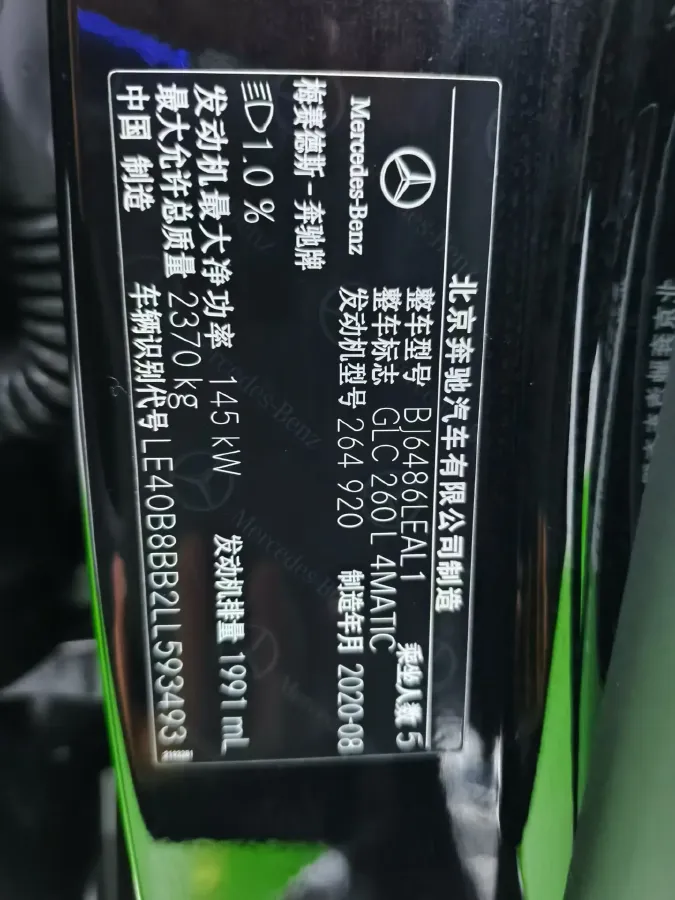 北京奔驰汽车有限公司制造
Mercedes-Benz
梅赛德斯-奔驰牌
整车型号 BJ6486LEAL1 乘坐人数 5
整车标志 GLC 260 L 4MATIC
发动机型号 264 920 制造年月 2020-08
1.0 %
发动机最大净功率 145 kW 发动机排量 1991 mL
最大允许总质量 2370 kg
中国 制造 车辆识别代号 LE40B8BB2LL593493